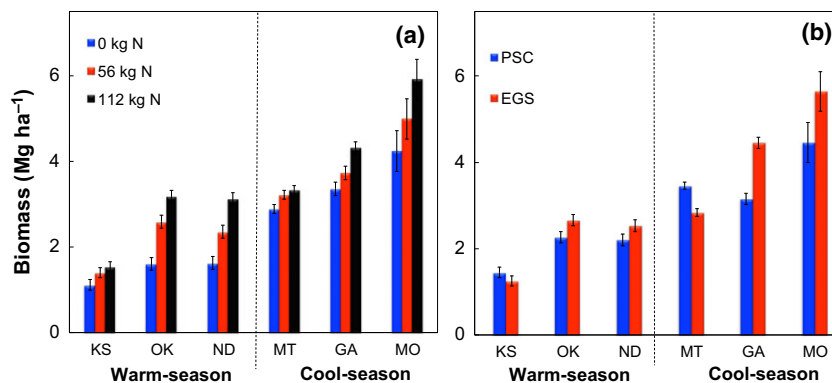 (a)
0 kg N
56 kg N
112 kg N
Biomass (Mg ha⁻¹)
6
4
2
0
KS OK ND MT GA MO
Warm-season Cool-season
(b)
PSC
EGS
6
4
2
0
KS OK ND MT GA MO
Warm-season Cool-season